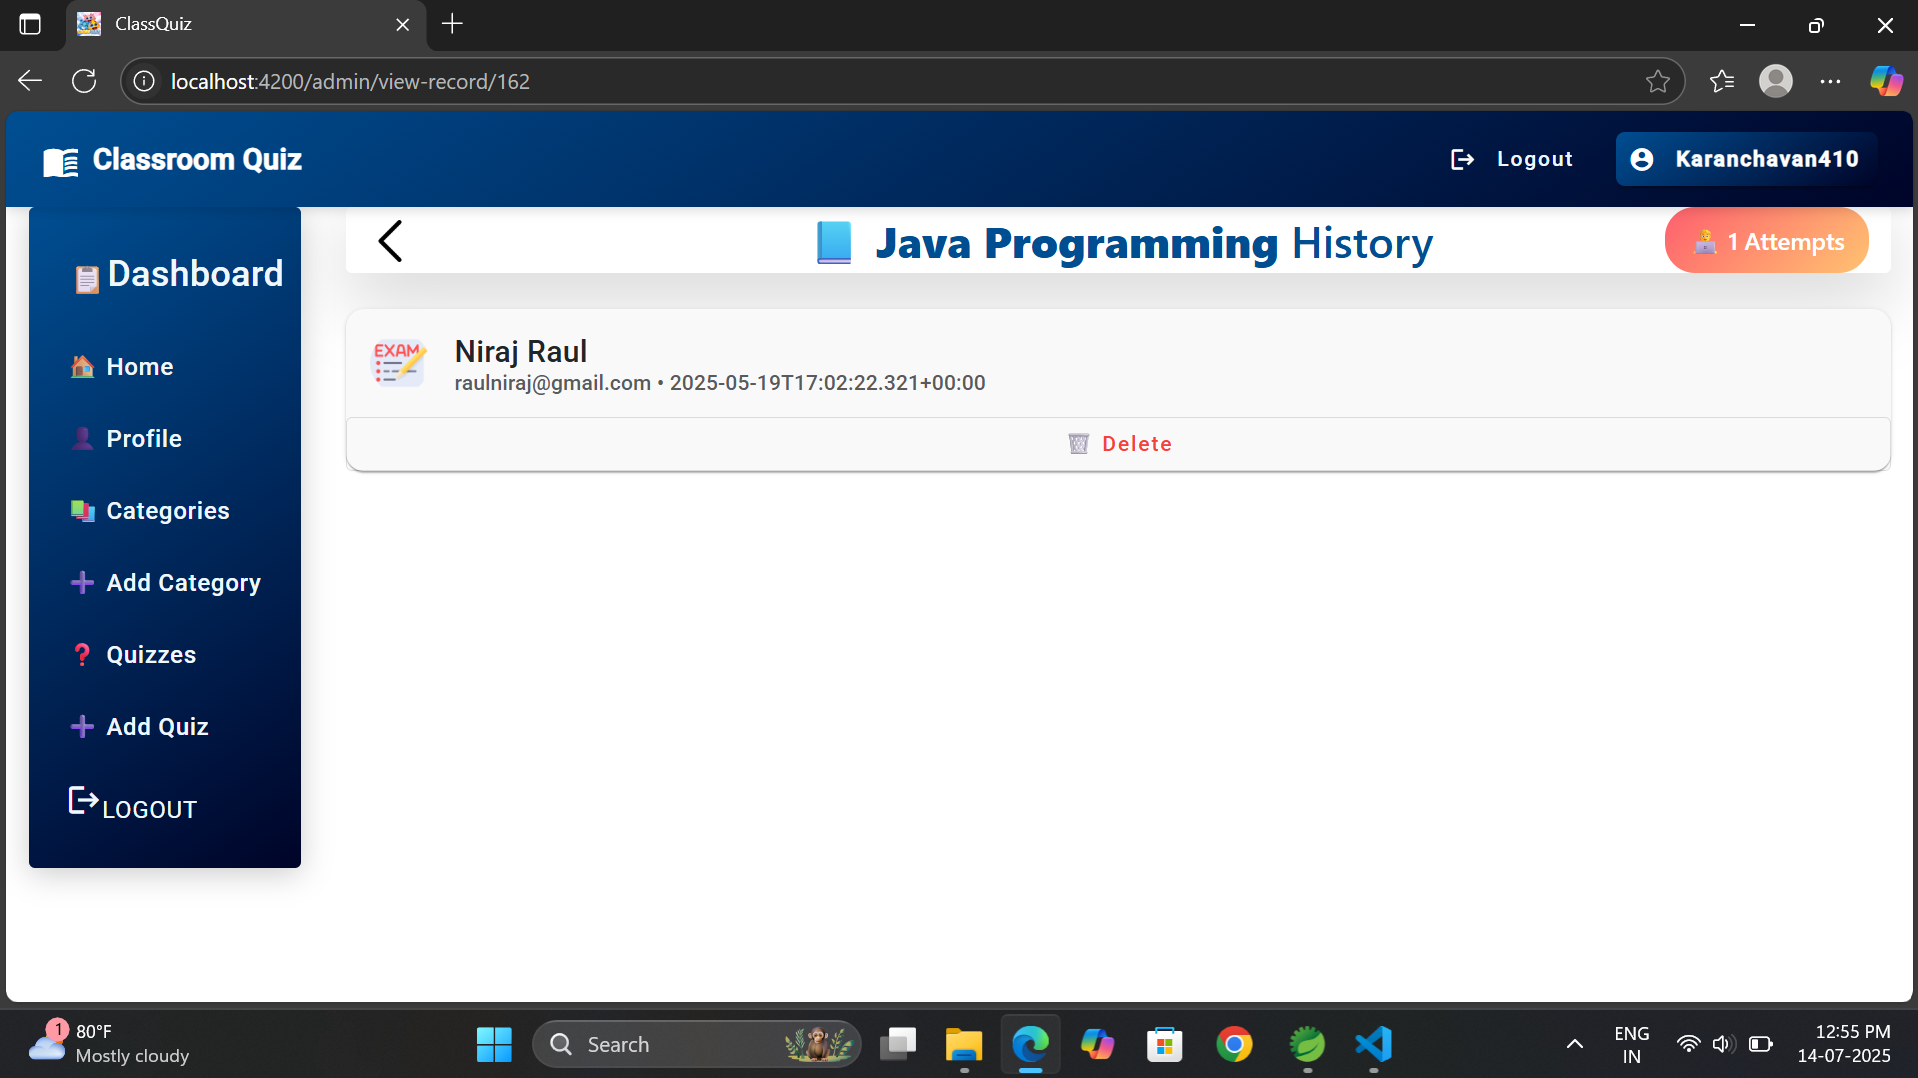 ClassQuiz
localhost:4200/admin/view-record/162
Classroom Quiz
Logout
Karanchavan410
Dashboard
Home
Profile
Categories
Add Category
Quizzes
Add Quiz
LOGOUT
Java Programming History
1 Attempts
EXAM
Niraj Raul
raulniraj@gmail.com • 2025-05-19T17:02:22.321+00:00
Delete
1
80°F
Mostly cloudy
Search
ENG
IN
12:55 PM
14-07-2025